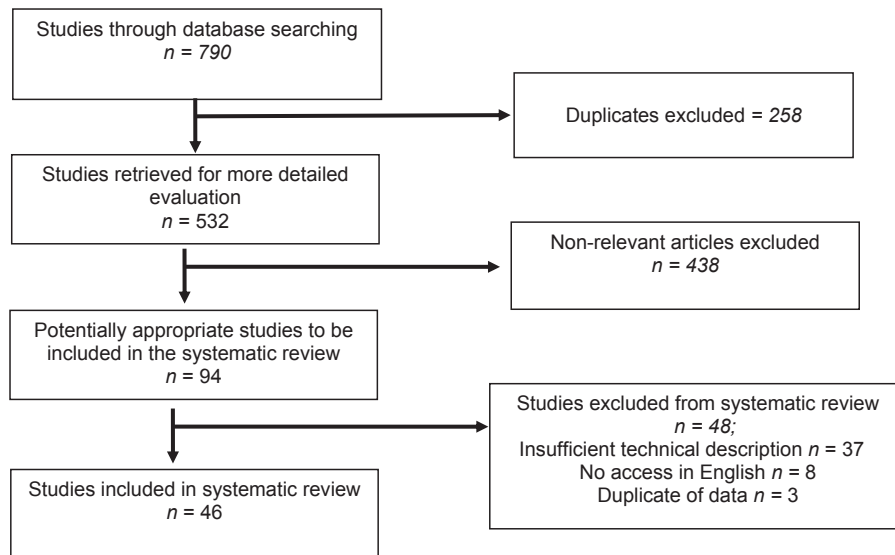 Studies through database searching
n = 790
Duplicates excluded = 258
Studies retrieved for more detailed
evaluation
n = 532
Non-relevant articles excluded
n = 438
Potentially appropriate studies to be
included in the systematic review
n = 94
Studies excluded from systematic review
n = 48;
Insufficient technical description n = 37
No access in English n = 8
Duplicate of data n = 3
Studies included in systematic review
n = 46